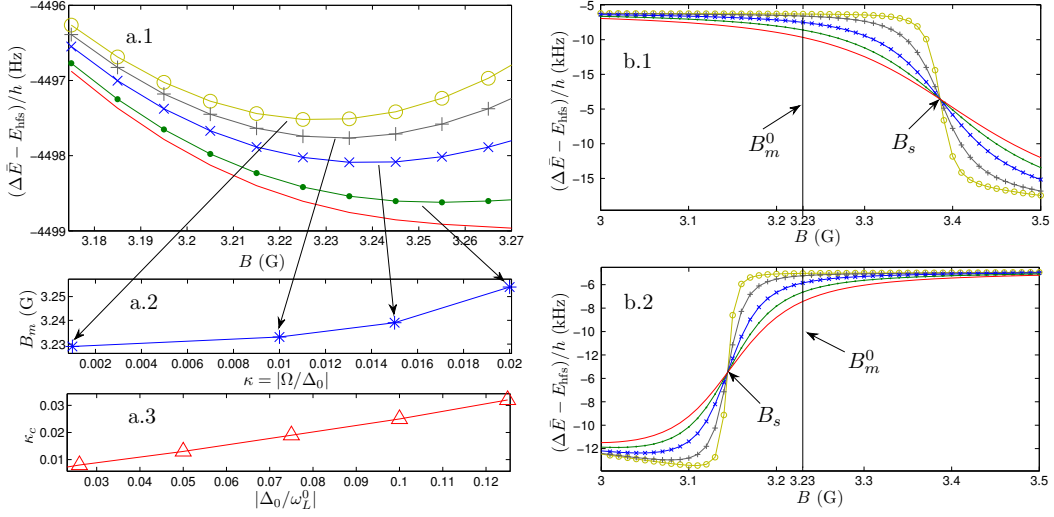 (ΔĒ − E_hfs)/h (Hz)
a.1
−4496
−4497
−4498
−4499
3.18 3.19 3.2 3.21 3.22 3.23 3.24 3.25 3.26 3.27
B (G)
B_m (G)
a.2
3.25
3.24
3.23
0.002 0.004 0.006 0.008 0.01 0.012 0.014 0.016 0.018 0.02
κ = |Ω/Δ_0|
κ_c
a.3
0.03
0.02
0.01
0.03 0.04 0.05 0.06 0.07 0.08 0.09 0.1 0.11 0.12
|Δ_0/ω_L^0|
(ΔĒ − E_hfs)/h (kHz)
b.1
−5
−10
−15
B_m^0
B_s
3 3.1 3.2 3.23 3.3 3.4 3.5
B (G)
(ΔĒ − E_hfs)/h (kHz)
b.2
−6
−8
−10
−12
−6
−8
−10
−12
B_m^0
B_s
3 3.1 3.2 3.23 3.3 3.4 3.5
B (G)